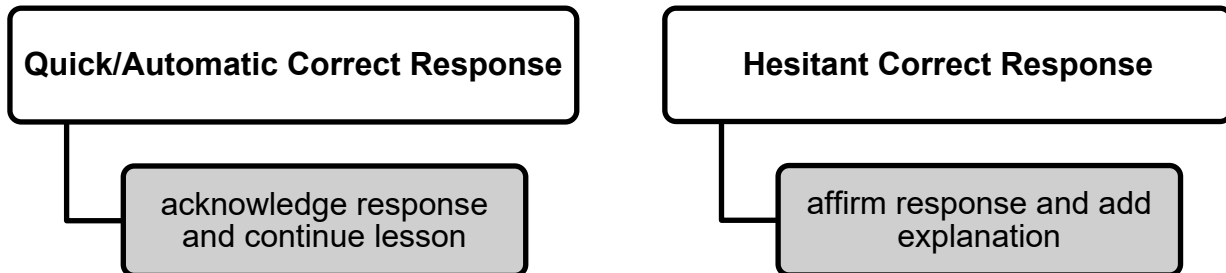 Quick/Automatic Correct Response
acknowledge response
and continue lesson
Hesitant Correct Response
affirm response and add
explanation